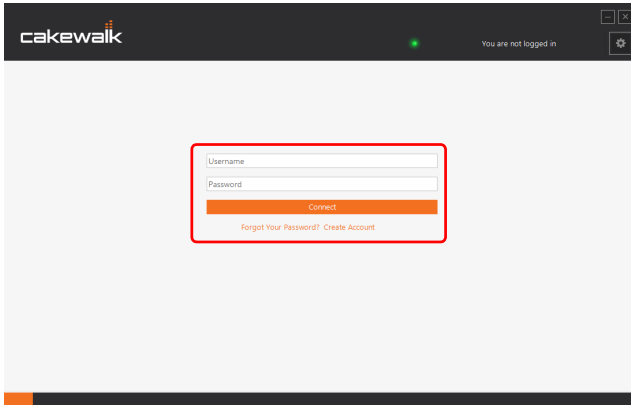 cakewalk
You are not logged in
Username
Password
Connect
Forgot Your Password? Create Account